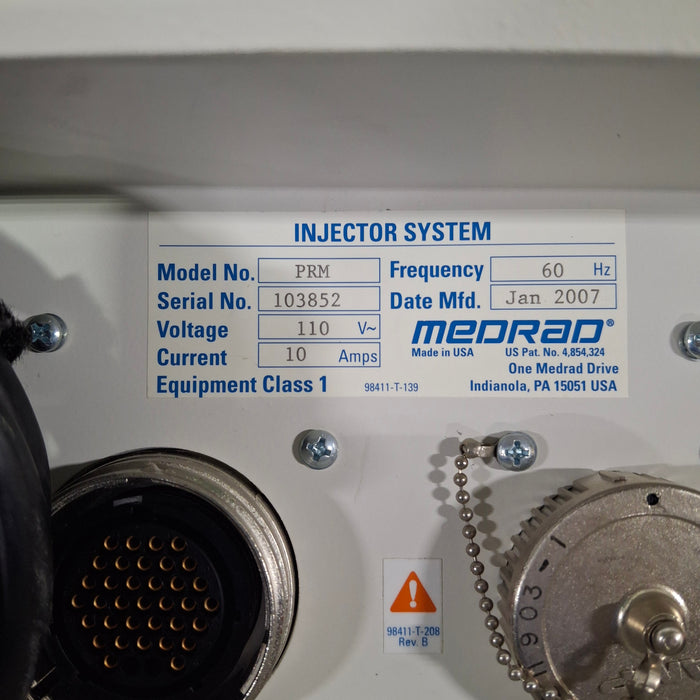 INJECTOR SYSTEM
Model No. PRM Frequency 60 Hz
Serial No. 103852 Date Mfd. Jan 2007
Voltage 110 V~ MEDRAD®
Current 10 Amps Made in USA US Pat. No. 4,854,324
One Medrad Drive
Equipment Class 1 98411-T-139 Indianola, PA 15051 USA
98411-T-208
Rev. B
11903-1